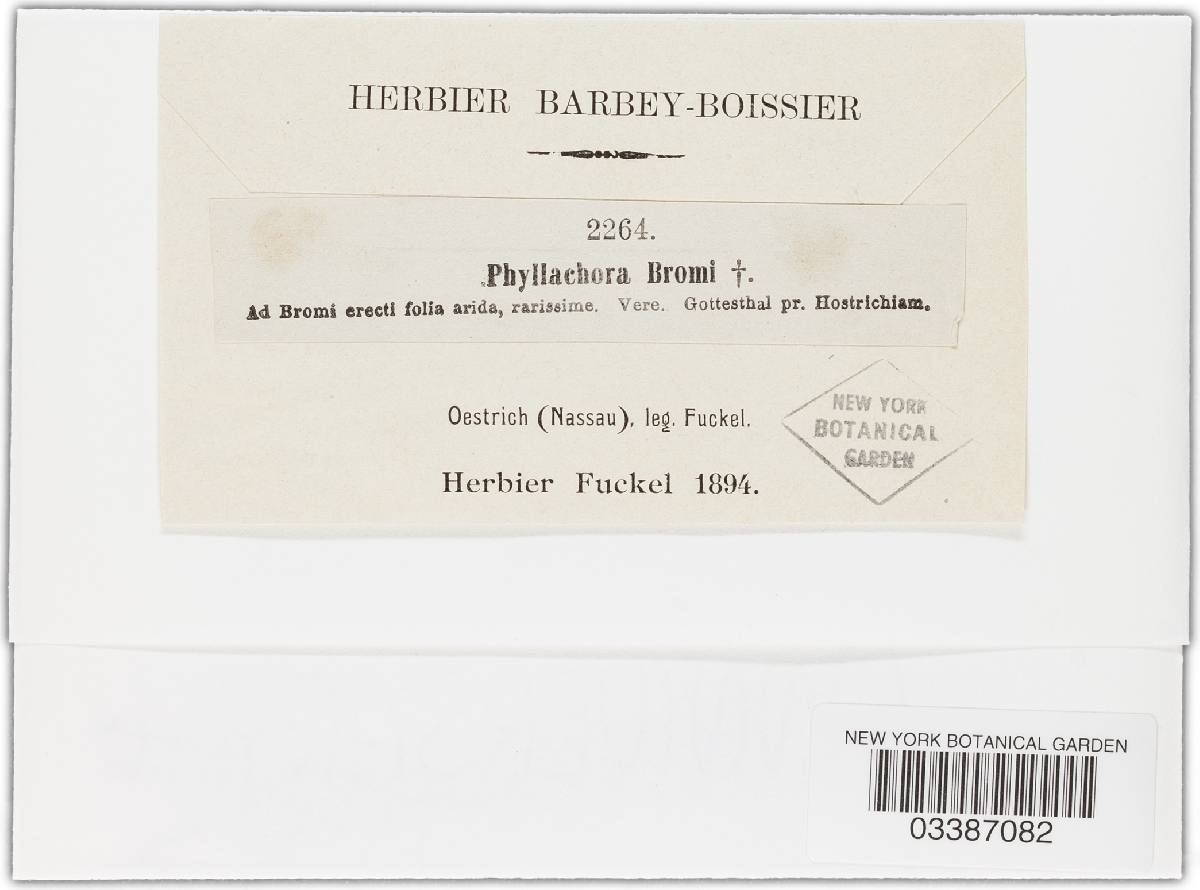 HERBIER BARBEY-BOISSIER
2264.
Phyllachora Bromi †.
Ad Bromi erecti folia arida, rarissime. Vere. Gottesthal pr. Hostrichiam.
Oestrich (Nassau), leg. Fuckel.
Herbier Fuckel 1894.
NEW YORK
BOTANICAL
GARDEN
NEW YORK BOTANICAL GARDEN
03387082